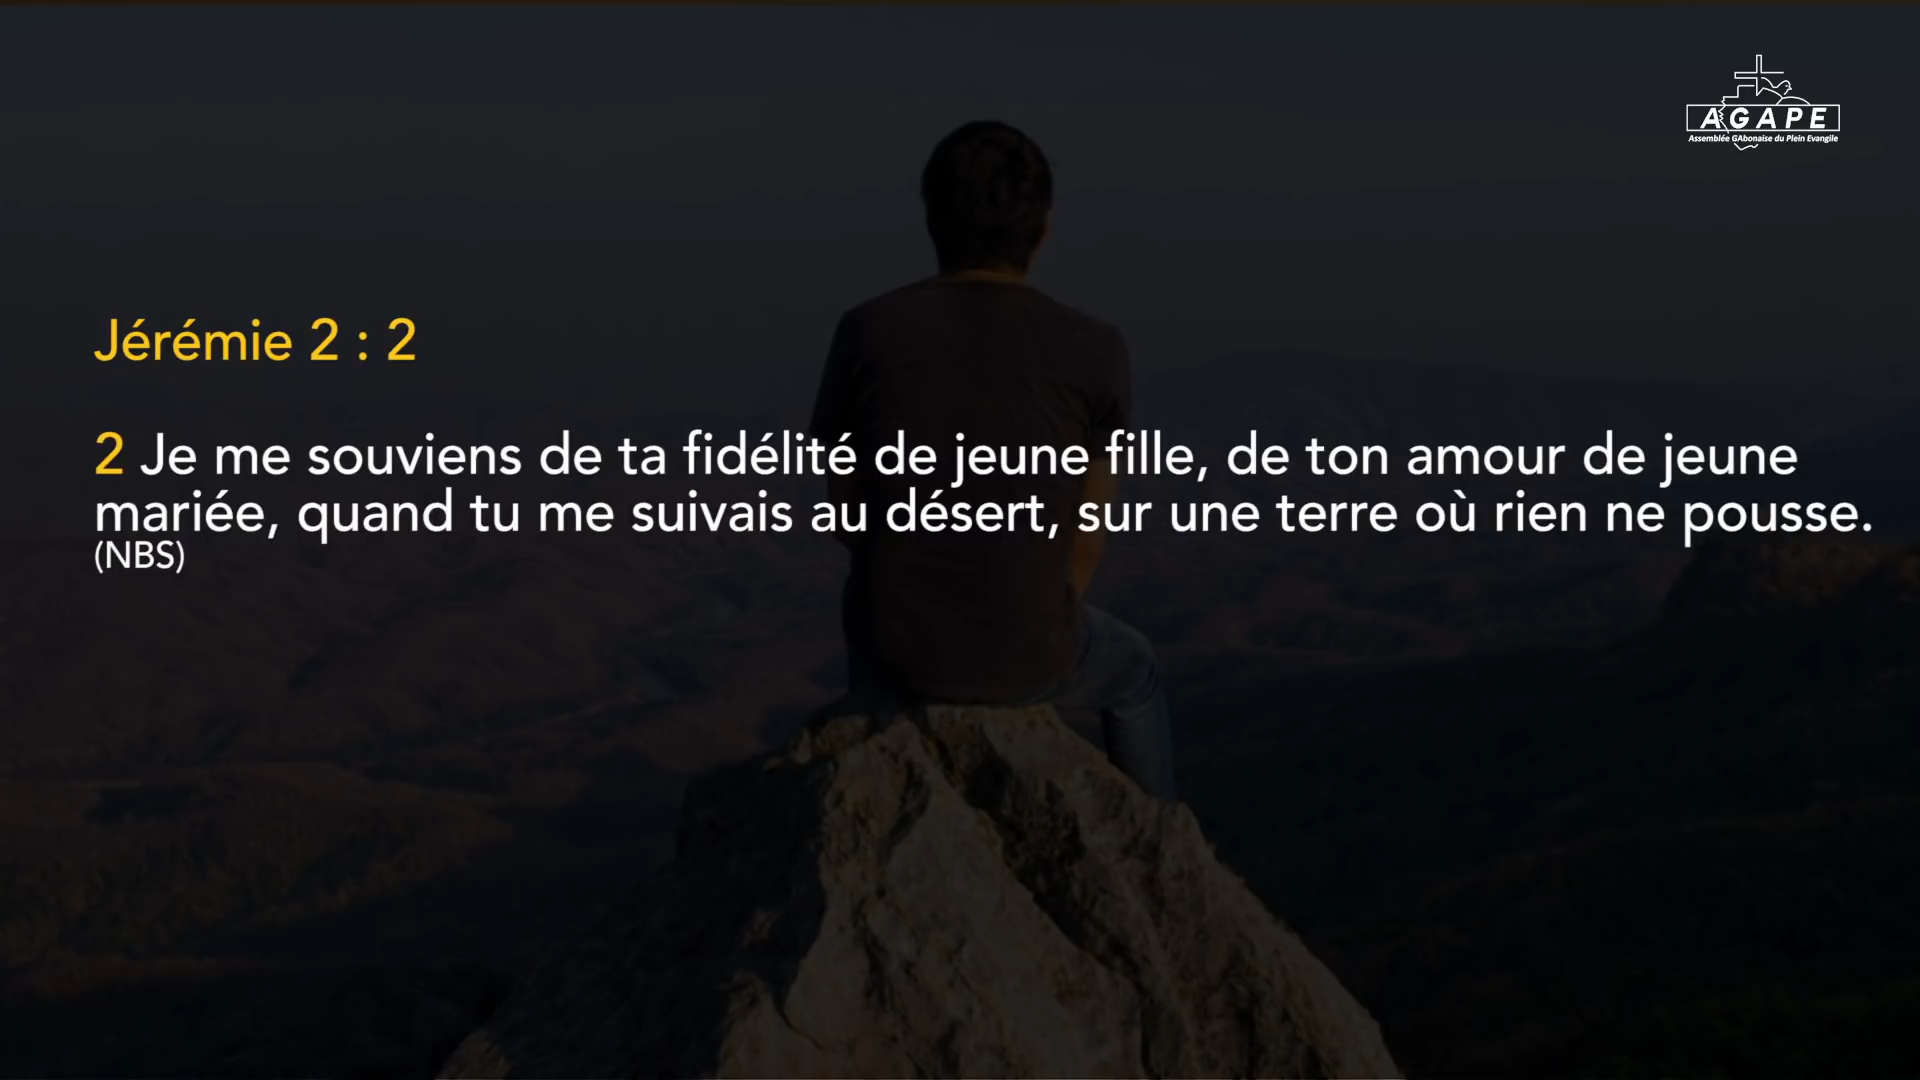 AGAPE
Assemblée GAbonaise du Plein Evangile
Jérémie 2 : 2
2 Je me souviens de ta fidélité de jeune fille, de ton amour de jeune
mariée, quand tu me suivais au désert, sur une terre où rien ne pousse.
(NBS)